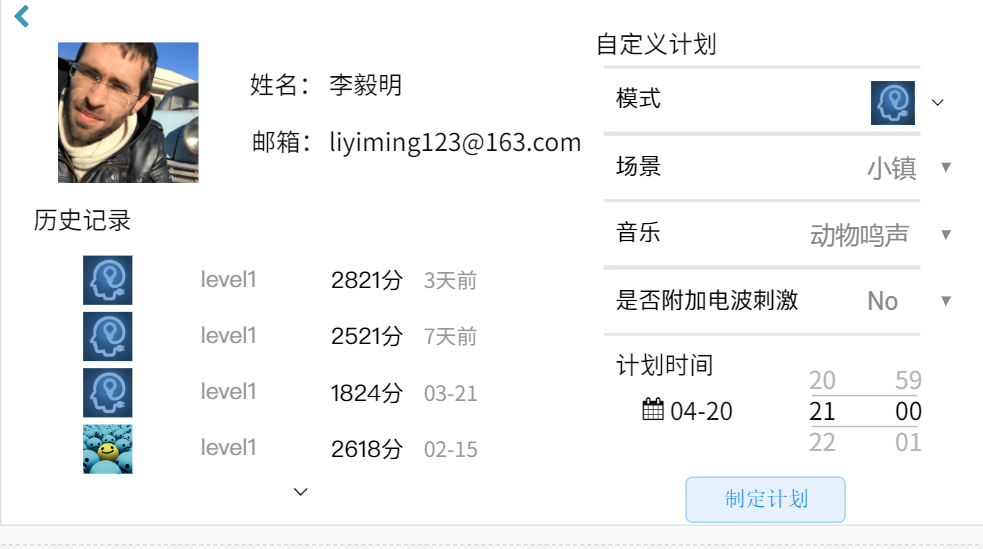 姓名： 李毅明
邮箱： liyiming123@163.com
历史记录
level1 2821分 3天前
level1 2521分 7天前
level1 1824分 03-21
level1 2618分 02-15
自定义计划
模式
场景 小镇
音乐 动物鸣声
是否附加电波刺激 No
计划时间
20 59
04-20 21 00
22 01
制定计划